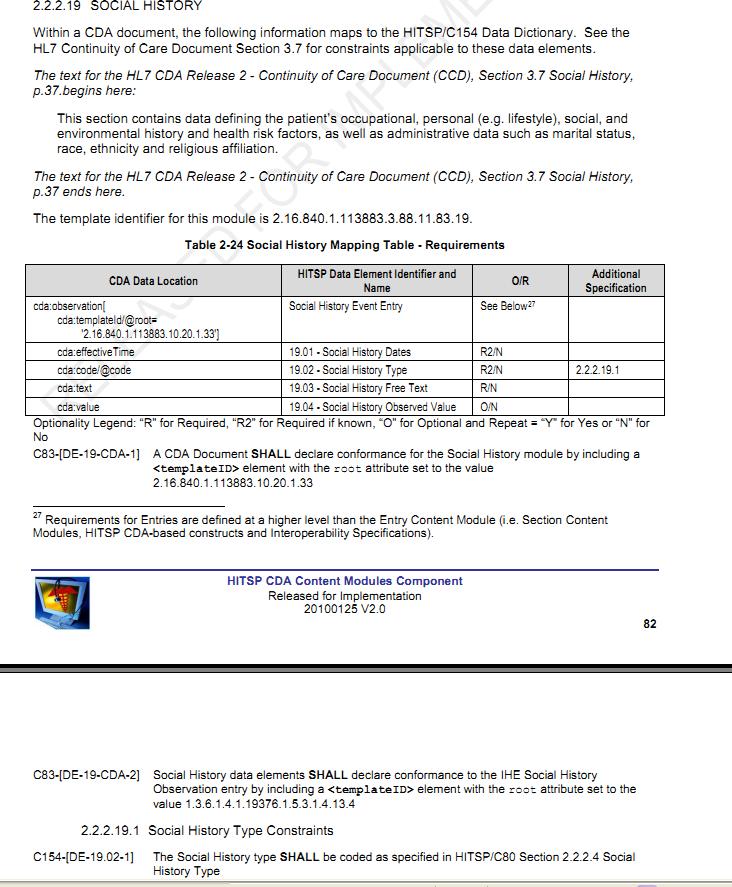 2.2.2.19 SOCIAL HISTORY
Within a CDA document, the following information maps to the HITSP/C154 Data Dictionary. See the
HL7 Continuity of Care Document Section 3.7 for constraints applicable to these data elements.
The text for the HL7 CDA Release 2 - Continuity of Care Document (CCD), Section 3.7 Social History,
p.37.begins here:
This section contains data defining the patient's occupational, personal (e.g. lifestyle), social, and
environmental history and health risk factors, as well as administrative data such as marital status,
race, ethnicity and religious affiliation.
The text for the HL7 CDA Release 2 - Continuity of Care Document (CCD), Section 3.7 Social History,
p.37 ends here.
The template identifier for this module is 2.16.840.1.113883.3.88.11.83.19.
Table 2-24 Social History Mapping Table - Requirements
CDA Data Location HITSP Data Element Identifier and Name O/R Additional Specification
cda:observation[ Social History Event Entry See Below27
cda:templateId/@root=
'2.16.840.1.113883.10.20.1.33']
cda:effectiveTime 19.01 - Social History Dates R2/N
cda:code/@code 19.02 - Social History Type R2/N 2.2.2.19.1
cda:text 19.03 - Social History Free Text R/N
cda:value 19.04 - Social History Observed Value O/N
Optionality Legend: "R" for Required, "R2" for Required if known, "O" for Optional and Repeat = "Y" for Yes or "N" for
No
C83-[DE-19-CDA-1] A CDA Document SHALL declare conformance for the Social History module by including a
<templateID> element with the root attribute set to the value
2.16.840.1.113883.10.20.1.33
27 Requirements for Entries are defined at a higher level than the Entry Content Module (i.e. Section Content
Modules, HITSP CDA-based constructs and Interoperability Specifications).
HITSP CDA Content Modules Component
Released for Implementation
20100125 V2.0
82
C83-[DE-19-CDA-2] Social History data elements SHALL declare conformance to the IHE Social History
Observation entry by including a <templateID> element with the root attribute set to the
value 1.3.6.1.4.1.19376.1.5.3.1.4.13.4
2.2.2.19.1 Social History Type Constraints
C154-[DE-19.02-1] The Social History type SHALL be coded as specified in HITSP/C80 Section 2.2.2.4 Social
History Type